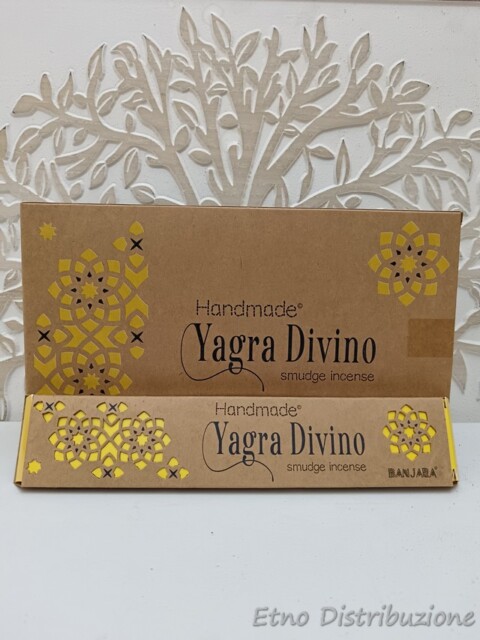 Handmade©
Yagra Divino
smudge incense
Handmade©
Yagra Divino
smudge incense
BANJARA®
Etno Distribuzione